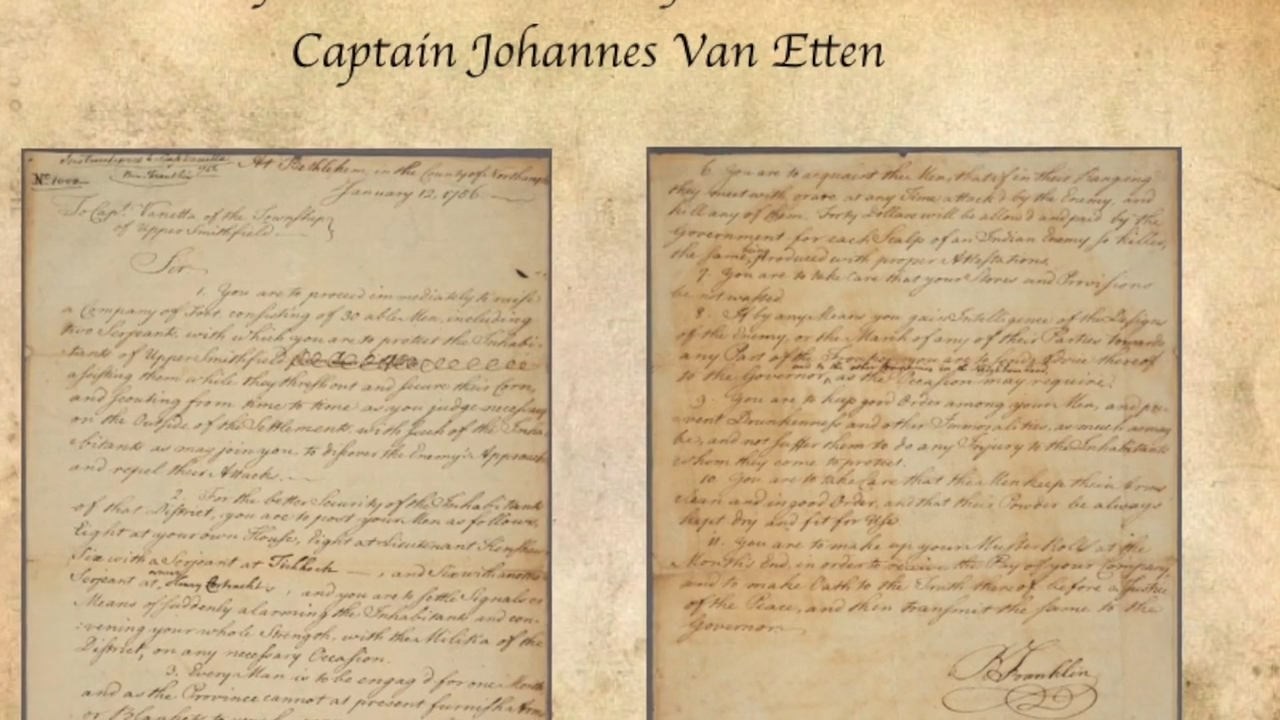 Captain Johannes Van Etten
At Bethlehem, in the County of Northamp
January 12, 1756
To Capt. Vanetta, of the Township
of Upper Smithfield
Sir
1. You are to proceed immediately to raise
a Company of Foot consisting of 30 able Men, including
two Serjeants, with which you are to protect the Inhabi-
tants of Upper Smithfield
assisting them while they thresh out and secure their Corn,
and scouting from time to time as you judge necessary
on the Outside of the Settlements, with such of the Inha-
bitants as may join you, to discover the Enemy's Approach
and repel their Attacks.
2. For the better Security of the Inhabitants
of that District, you are to post your Men as follows,
Eight at your own House, Eight at Lieutenant
Six with a Serjeant at , and Six with another
Serjeant at Henry , and you are to settle Signals or
Means of suddenly alarming the Inhabitants and con-
vening your whole Strength, with the Militia of the
District, on any necessary Occasion.
3. Every Man is to be engag'd for one Month
and as the Province cannot at present furnish Arms
or Blankets
6. You are to acquaint the Men, that if in their Ranging
they meet with or are at any Time attack'd by the Enemy, and
kill any of them, Forty Dollars will be allow'd and paid by the
Government for each Scalp of an Indian Enemy so killed,
the same being produced with proper Attestations.
7. You are to take Care that your Stores and Provisions
be not wasted
8. If by any Means you gain Intelligence of the Designs
of the Enemy, or the March of any of their Parties towards
any Part of the Frontier, you are to send Advice thereof
to the Governor, and to the other Companies in the Neighbourhood, as the Occasion may require.
9. You are to keep good Order among your Men, and pre-
vent Drunkenness and other Immoralities, as much as may
be, and not suffer them to do any Injury to the Inhabitants
whom they come to protect.
10. You are to take Care that the Men keep their Arms
clean and in good Order, and that their Powder be always
kept dry and fit for Use
11. You are to make up your Muster Roll at the
Months End, in order to receive the Pay of your Company,
and to make Oath to the Truth thereof before a Justice
of the Peace, and then transmit the same to the
Governor.
B Franklin